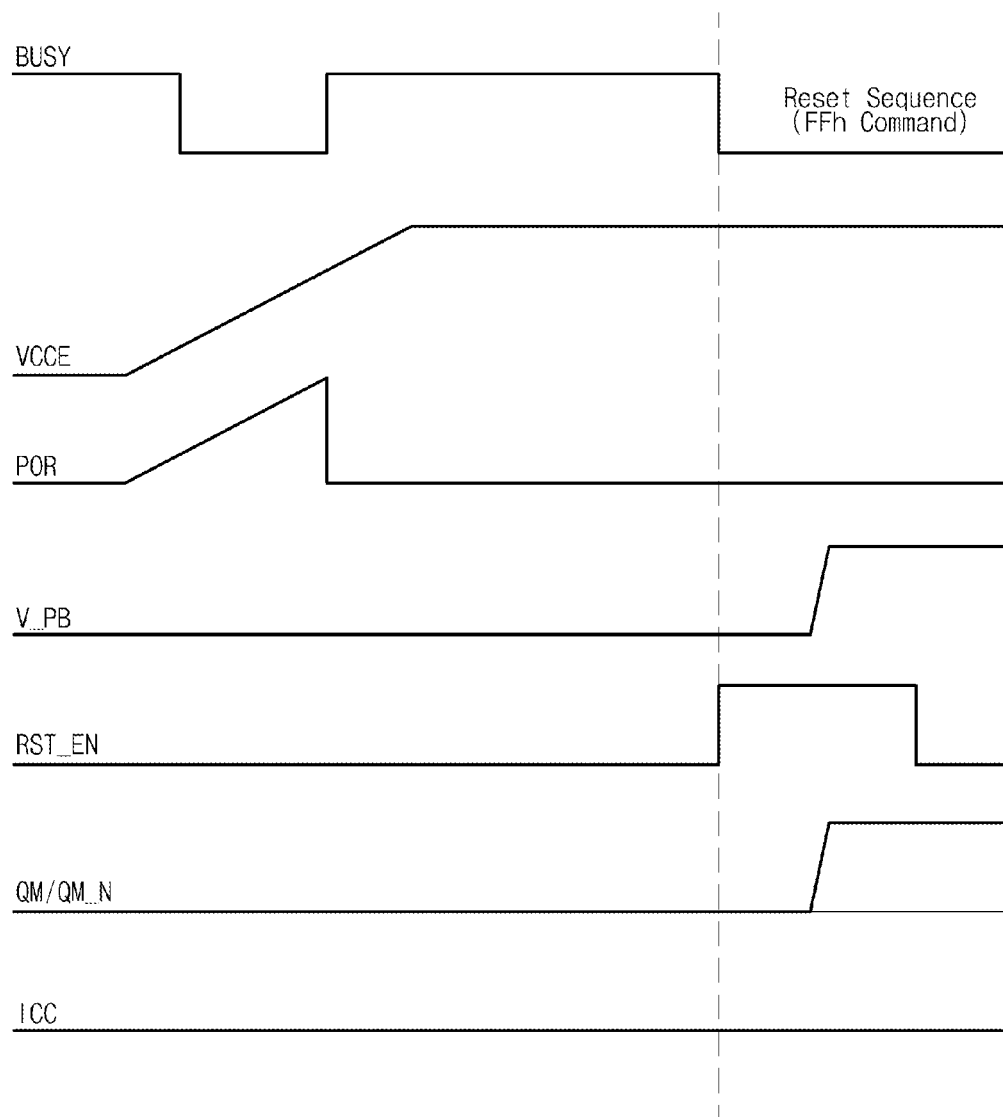 BUSY
Reset Sequence
(FFh Command)
VCCE
POR
V_PB
RST_EN
QM/QM_N
ICC